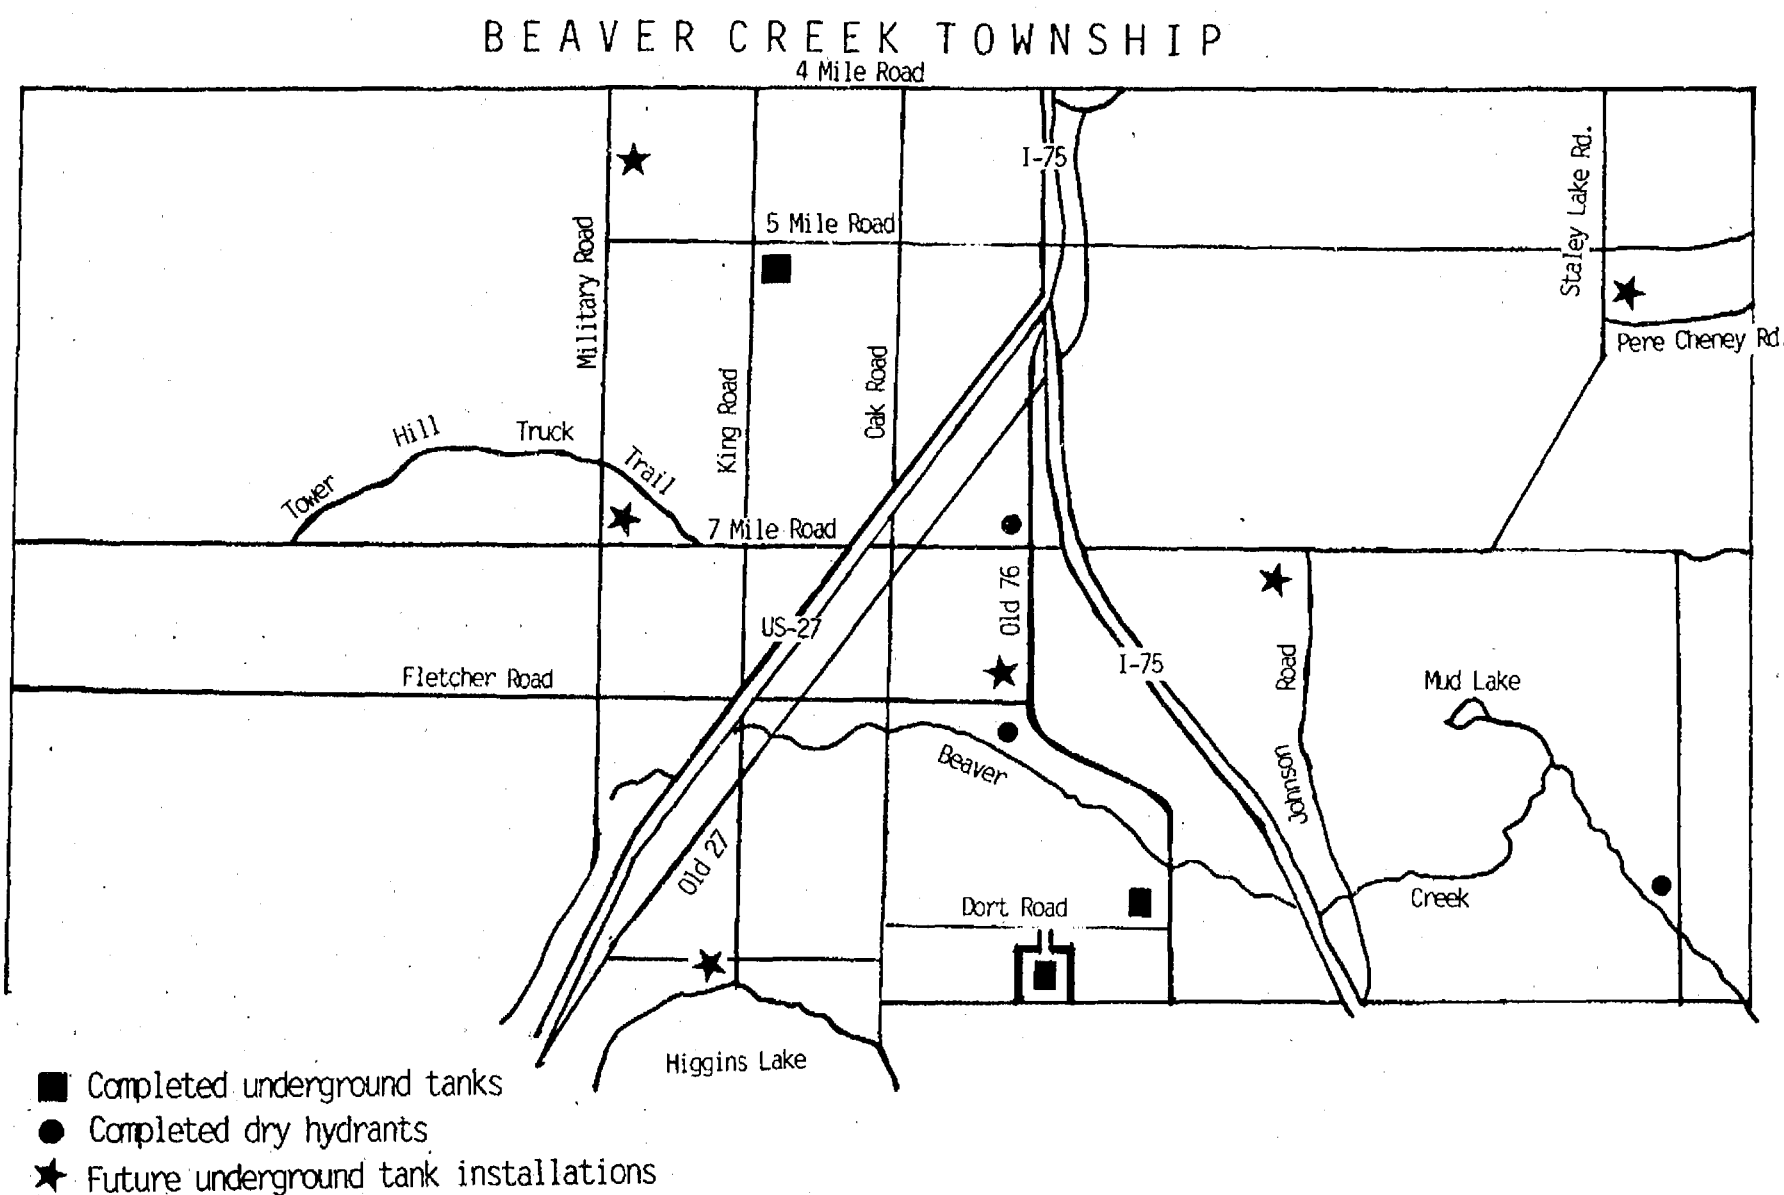 BEAVER CREEK TOWNSHIP
4 Mile Road
I-75
Staley Lake Rd.
5 Mile Road
Military Road
Pere Cheney Rd.
King Road
Oak Road
Tower Hill Truck Trail
7 Mile Road
Old 76
US-27
I-75
Johnson Road
Fletcher Road
Mud Lake
Beaver Creek
Old 27
Dort Road
Higgins Lake
Completed underground tanks
Completed dry hydrants
Future underground tank installations